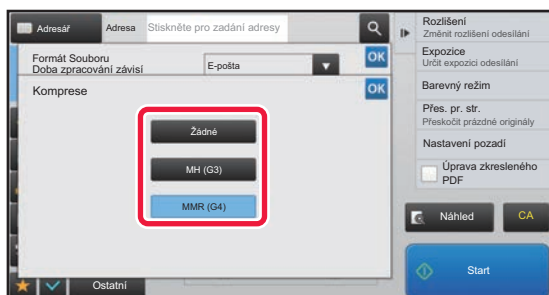 Adresář
Adresa
Stiskněte pro zadání adresy
Formát Souboru
Doba zpracování závisí
E-pošta
OK
Komprese
OK
Žádné
MH (G3)
MMR (G4)
Ostatní
Rozlišení
Změnit rozlišení odesílání
Expozice
Určit expozici odesílání
Barevný režim
Přes. pr. str.
Přeskočit prázdné originály
Nastavení pozadí
Úprava zkresleného
PDF
Náhled
CA
Start